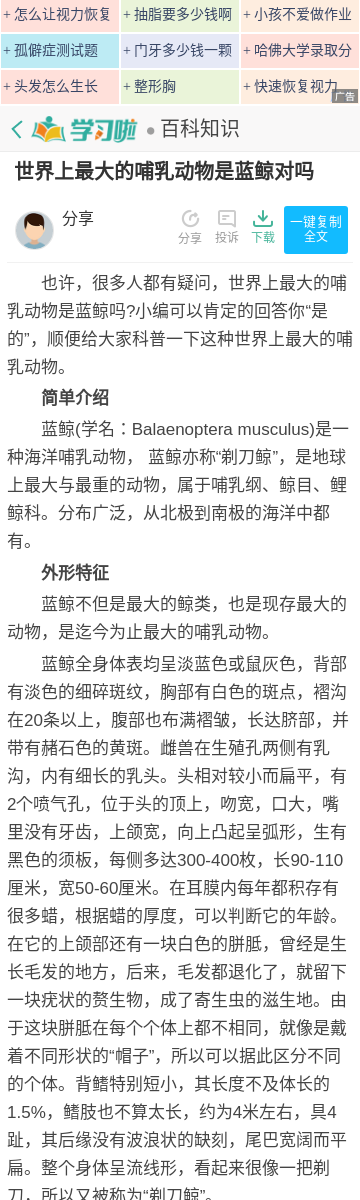 + 怎么让视力恢复
+ 抽脂要多少钱啊
+ 小孩不爱做作业
+ 孤僻症测试题
+ 门牙多少钱一颗
+ 哈佛大学录取分
+ 头发怎么生长
+ 整形胸
+ 快速恢复视力
广告
学习啦 ● 百科知识
世界上最大的哺乳动物是蓝鲸对吗
分享
分享
投诉
下载
一键复制
全文
也许，很多人都有疑问，世界上最大的哺
乳动物是蓝鲸吗?小编可以肯定的回答你“是
的”，顺便给大家科普一下这种世界上最大的哺
乳动物。
简单介绍
蓝鲸(学名：Balaenoptera musculus)是一
种海洋哺乳动物， 蓝鲸亦称“剃刀鲸”，是地球
上最大与最重的动物，属于哺乳纲、鲸目、鲤
鲸科。分布广泛，从北极到南极的海洋中都
有。
外形特征
蓝鲸不但是最大的鲸类，也是现存最大的
动物，是迄今为止最大的哺乳动物。
蓝鲸全身体表均呈淡蓝色或鼠灰色，背部
有淡色的细碎斑纹，胸部有白色的斑点，褶沟
在20条以上，腹部也布满褶皱，长达脐部，并
带有赭石色的黄斑。雌兽在生殖孔两侧有乳
沟，内有细长的乳头。头相对较小而扁平，有
2个喷气孔，位于头的顶上，吻宽，口大，嘴
里没有牙齿，上颌宽，向上凸起呈弧形，生有
黑色的须板，每侧多达300-400枚，长90-110
厘米，宽50-60厘米。在耳膜内每年都积存有
很多蜡，根据蜡的厚度，可以判断它的年龄。
在它的上颌部还有一块白色的胼胝，曾经是生
长毛发的地方，后来，毛发都退化了，就留下
一块疣状的赘生物，成了寄生虫的滋生地。由
于这块胼胝在每个个体上都不相同，就像是戴
着不同形状的“帽子”，所以可以据此区分不同
的个体。背鳍特别短小，其长度不及体长的
1.5%，鳍肢也不算太长，约为4米左右，具4
趾，其后缘没有波浪状的缺刻，尾巴宽阔而平
扁。整个身体呈流线形，看起来很像一把剃
刀，所以又被称为“剃刀鲸”。